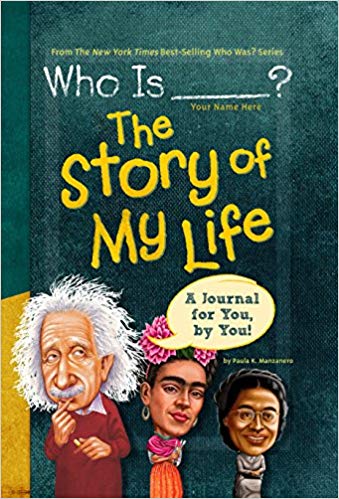 From The New York Times Best-Selling Who Was? Series
Who Is ____?
Your Name Here
The
Story of
My Life
A Journal
for You,
by You!
by Paula K. Manzanero